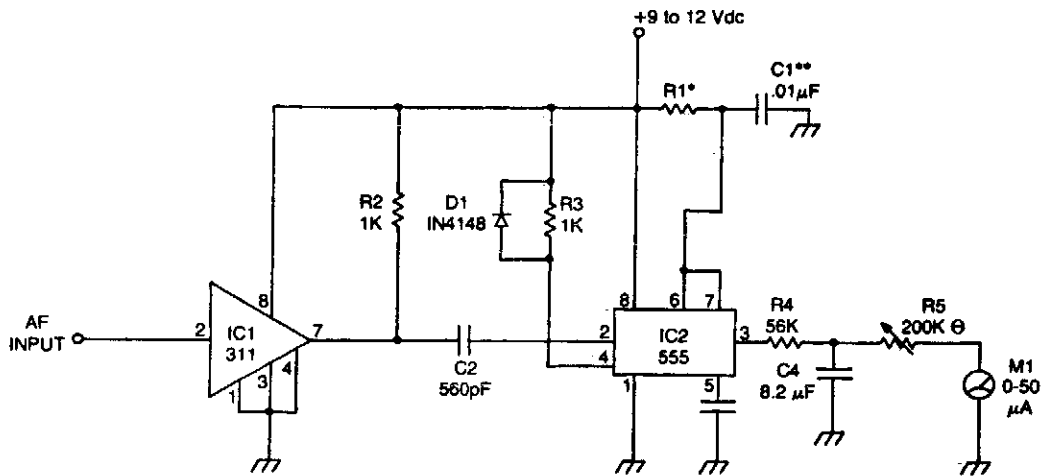 +9 to 12 Vdc
C1**
.01µF
R1*
R2
1K
D1
IN4148
R3
1K
8
8
6
7
R4
56K
R5
200K Θ
AF
INPUT
2
IC1
311
7
4
3
1
C2
560pF
2
4
IC2
555
3
1
5
C4
8.2 µF
M1
0-50
µA